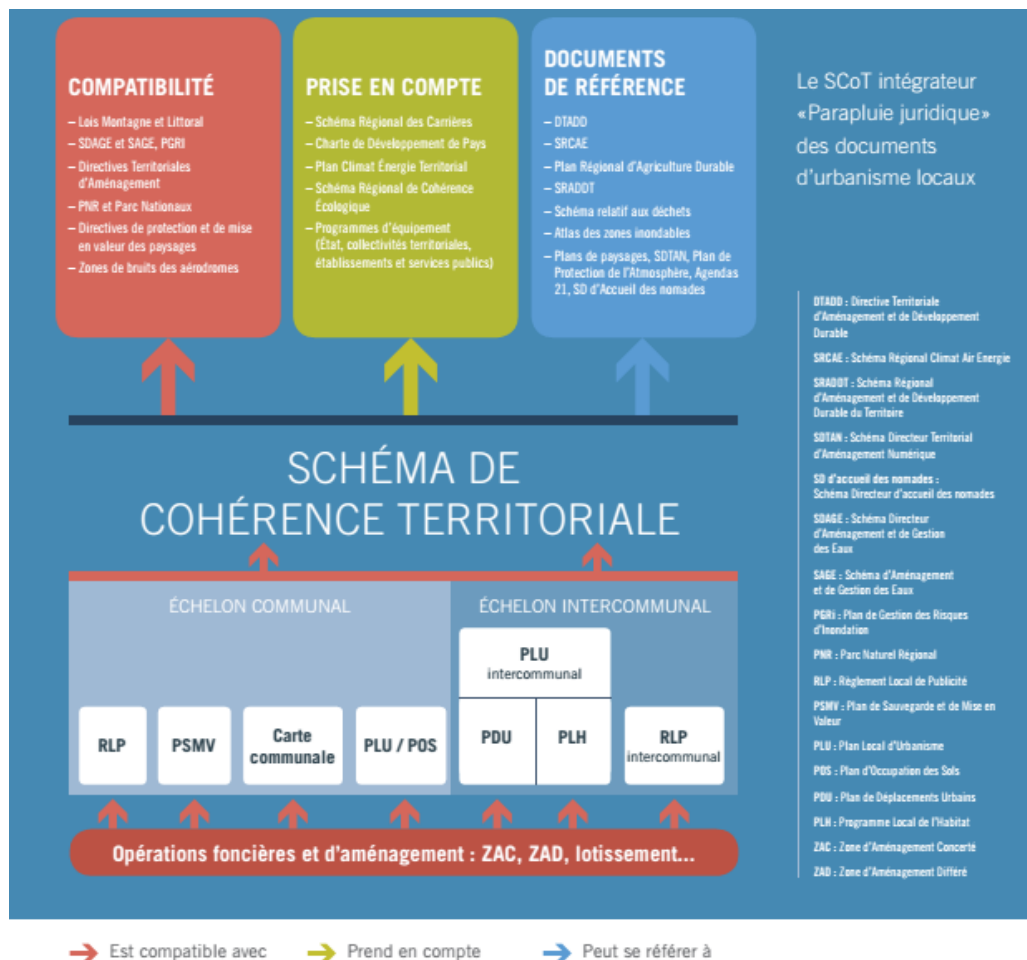 COMPATIBILITÉ
– Lois Montagne et Littoral
– SDAGE et SAGE, PGRI
– Directives Territoriales
d'Aménagement
– PNR et Parc Nationaux
– Directives de protection et de mise
en valeur des paysages
– Zones de bruits des aérodromes
PRISE EN COMPTE
– Schéma Régional des Carrières
– Charte de Développement de Pays
– Plan Climat Énergie Territorial
– Schéma Régional de Cohérence
Écologique
– Programmes d'équipement
(État, collectivités territoriales,
établissements et services publics)
DOCUMENTS
DE RÉFÉRENCE
– DTADD
– SRCAE
– Plan Régional d'Agriculture Durable
– SRADDT
– Schéma relatif aux déchets
– Atlas des zones inondables
– Plans de paysages, SDTAN, Plan de
Protection de l'Atmosphère, Agendas
21, SD d'Accueil des nomades
Le SCoT intégrateur
«Parapluie juridique»
des documents
d'urbanisme locaux
SCHÉMA DE
COHÉRENCE TERRITORIALE
ÉCHELON COMMUNAL
ÉCHELON INTERCOMMUNAL
PLU
intercommunal
RLP
PSMV
Carte
communale
PLU / POS
PDU
PLH
RLP
intercommunal
Opérations foncières et d'aménagement : ZAC, ZAD, lotissement...
DTADD : Directive Territoriale
d'Aménagement et de Développement
Durable
SRCAE : Schéma Régional Climat Air Energie
SRADDT : Schéma Régional
d'Aménagement et de Développement
Durable du Territoire
SDTAN : Schéma Directeur Territorial
d'Aménagement Numérique
SD d'accueil des nomades :
Schéma Directeur d'accueil des nomades
SDAGE : Schéma Directeur
d'Aménagement et de Gestion
des Eaux
SAGE : Schéma d'Aménagement
et de Gestion des Eaux
PGRi : Plan de Gestion des Risques
d'Inondation
PNR : Parc Naturel Régional
RLP : Règlement Local de Publicité
PSMV : Plan de Sauvegarde et de Mise en
Valeur
PLU : Plan Local d'Urbanisme
POS : Plan d'Occupation des Sols
PDU : Plan de Déplacements Urbains
PLH : Programme Local de l'Habitat
ZAC : Zone d'Aménagement Concerté
ZAD : Zone d'Aménagement Différé
Est compatible avec
Prend en compte
Peut se référer à